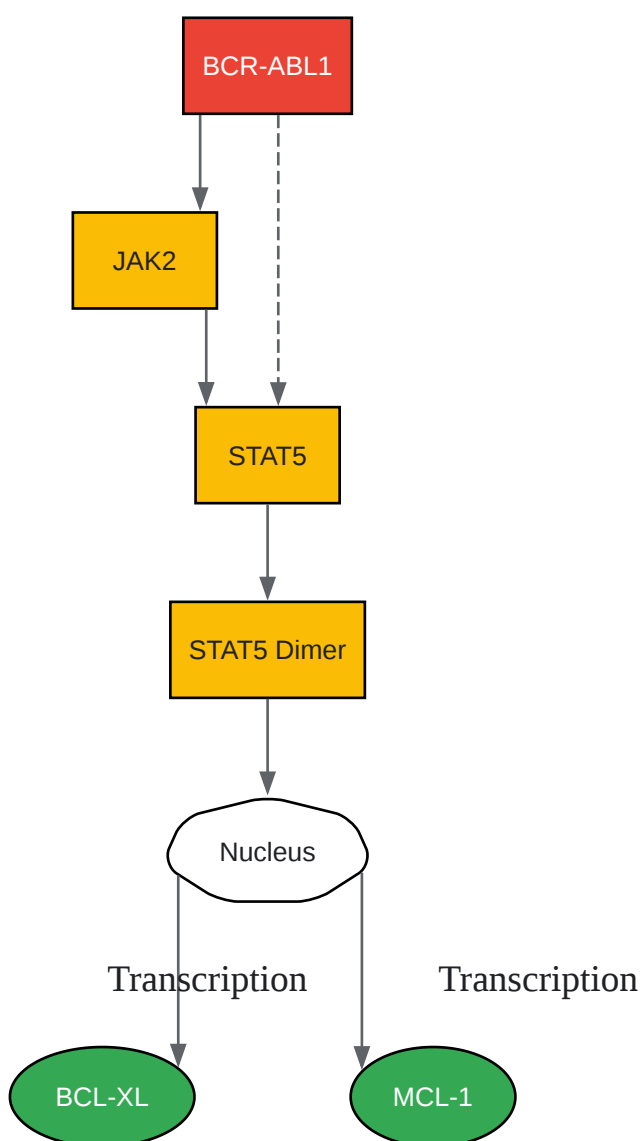 BCR-ABL1
JAK2
STAT5
STAT5 Dimer
Nucleus
Transcription
Transcription
BCL-XL
MCL-1